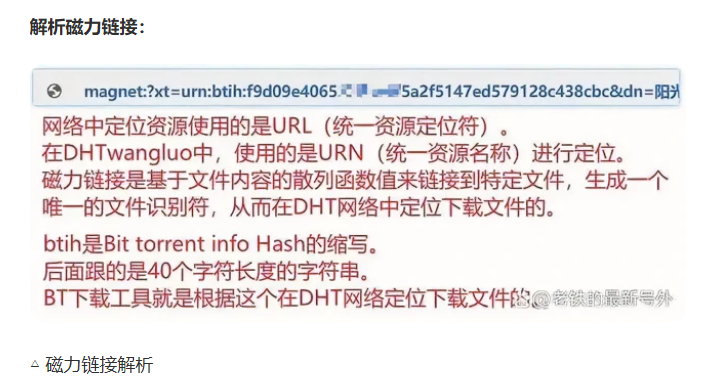 解析磁力链接：
magnet:?xt=urn:btih:f9d09e4065 5a2f5147ed579128c438cbc&dn=阳光
网络中定位资源使用的是URL（统一资源定位符）。
在DHTwangluo中，使用的是URN（统一资源名称）进行定位。
磁力链接是基于文件内容的散列函数值来链接到特定文件，生成一个
唯一的文件识别符，从而在DHT网络中定位下载文件的。
btih是Bit torrent info Hash的缩写。
后面跟的是40个字符长度的字符串。
BT下载工具就是根据这个在DHT网络定位下载文件的。
@老铁的最新号外
△ 磁力链接解析